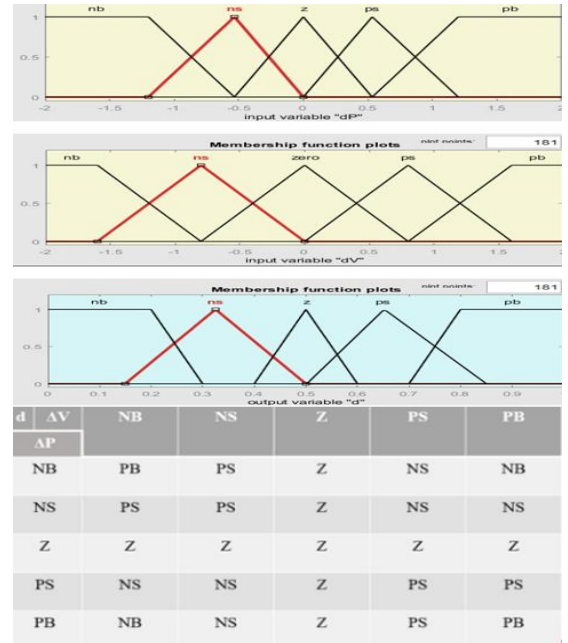 nb ns z ps pb
1
0.5
0
-2 -1.5 -1 -0.5 0 0.5 1 1.5 2
input variable "dP"
Membership function plots plot points: 181
nb ns zero ps pb
1
0.5
0
-2 -1.5 -1 -0.5 0 0.5 1 1.5 2
input variable "dV"
Membership function plots plot points: 181
nb ns z ps pb
1
0.5
0
0 0.1 0.2 0.3 0.4 0.5 0.6 0.7 0.8 0.9
output variable "d"
d ΔV NB NS Z PS PB
ΔP
NB PB PS Z NS NB
NS PS PS Z NS NS
Z Z Z Z Z Z
PS NS NS Z PS PS
PB NB NS Z PS PB